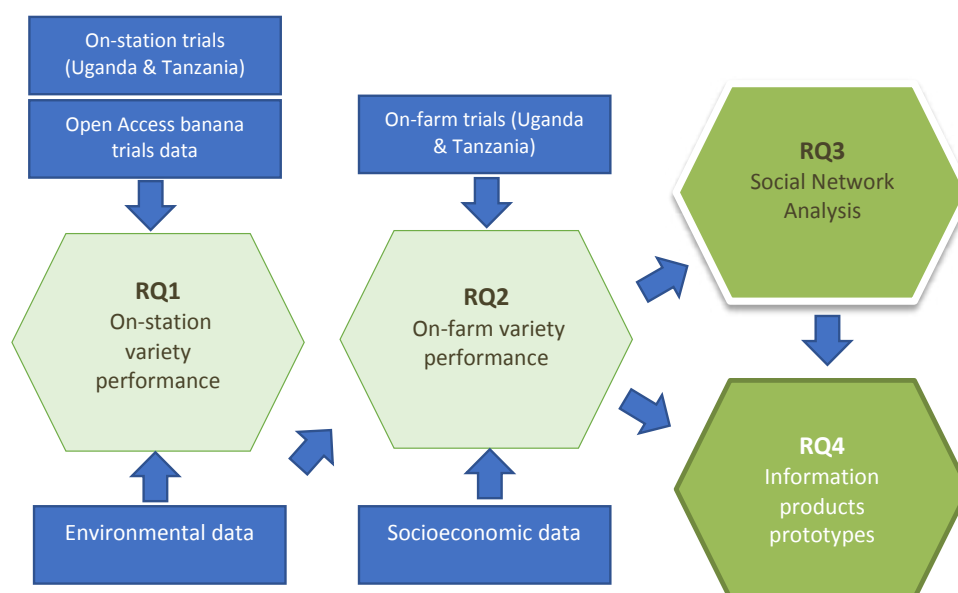 On-station trials
(Uganda & Tanzania)
Open Access banana
trials data
On-farm trials (Uganda
& Tanzania)
RQ1
On-station
variety
performance
RQ2
On-farm variety
performance
RQ3
Social Network
Analysis
RQ4
Information
products
prototypes
Environmental data
Socioeconomic data